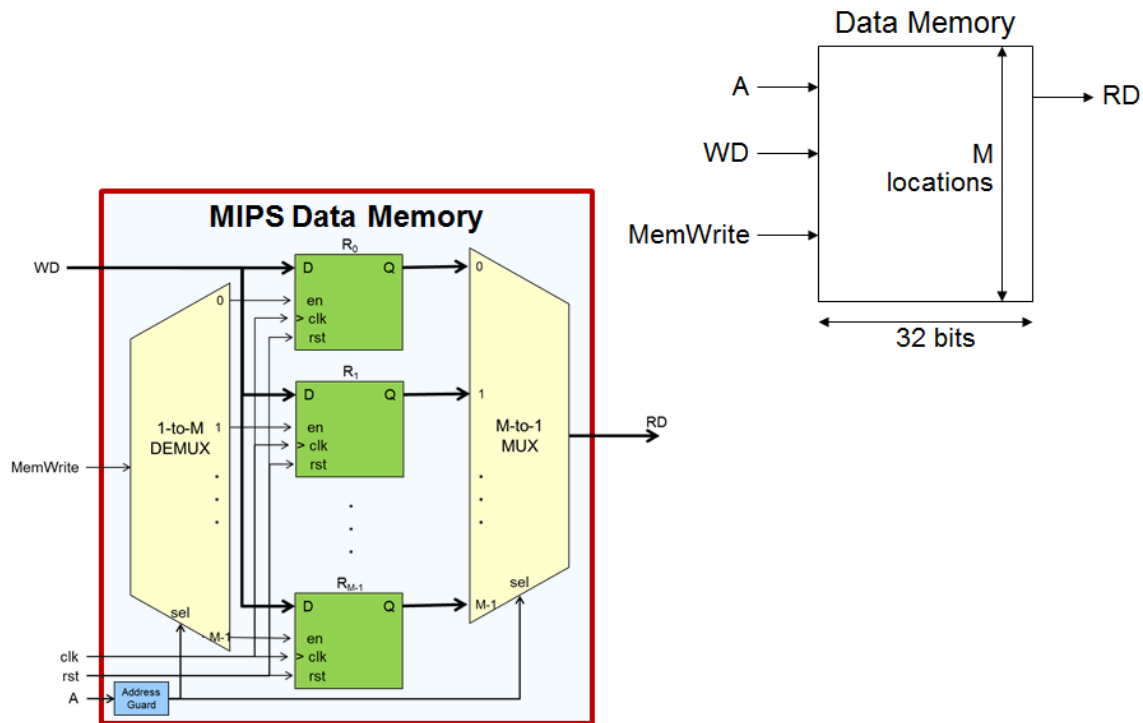 Data Memory
A
WD
MemWrite
RD
M
locations
32 bits
MIPS Data Memory
WD
MemWrite
clk
rst
A
Address
Guard
1-to-M
DEMUX
0
1
.
.
.
M-1
sel
R0
D Q
en
> clk
rst
R1
D Q
en
> clk
rst
.
.
.
RM-1
D Q
en
> clk
rst
M-to-1
MUX
0
1
.
.
.
M-1
sel
RD